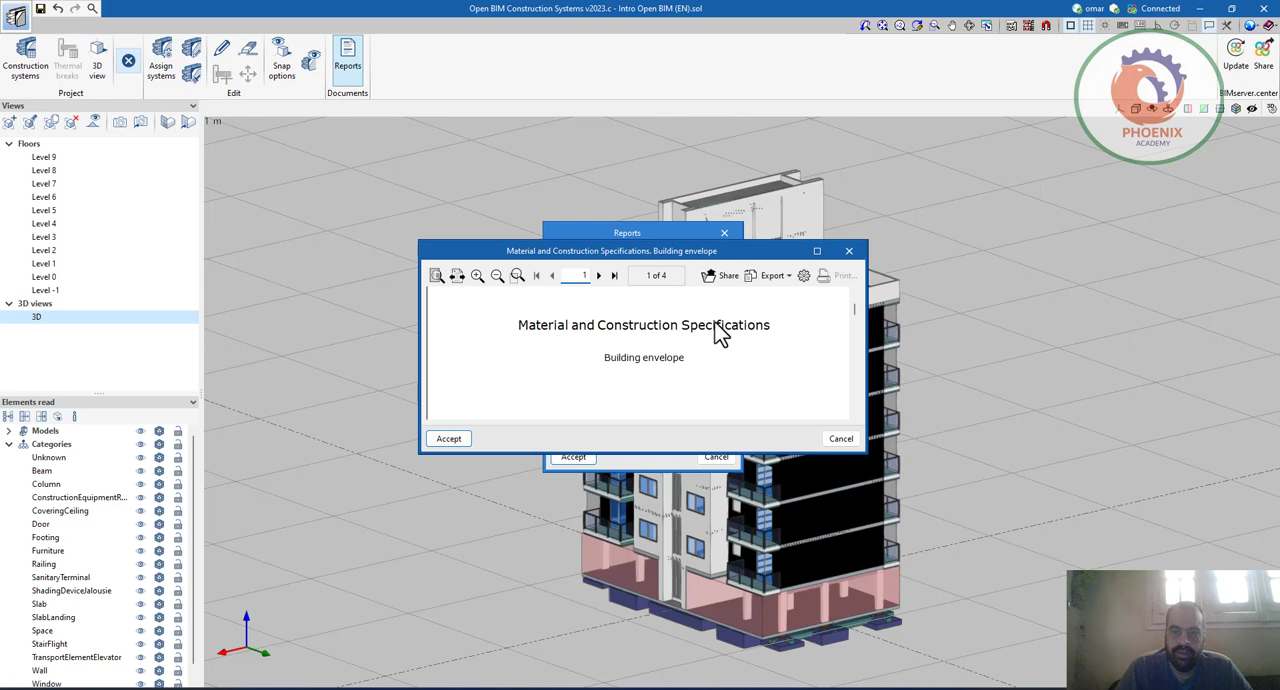 Open BIM Construction Systems v2023.c - Intro Open BIM (EN).sol
omar
Connected
Construction systems
Thermal breaks
3D view
Assign systems
Snap options
Reports
Update
Share
Project
Edit
Documents
BIMserver.center
PHOENIX
ACADEMY
Views
1 m
Floors
Level 9
Level 8
Level 7
Level 6
Level 5
Level 4
Level 3
Level 2
Level 1
Level 0
Level -1
3D views
3D
Reports
Material and Construction Specifications. Building envelope
1
1 of 4
Share
Export
Print...
Material and Construction Specifications
Building envelope
Accept
Cancel
Accept
Cancel
Elements read
Models
Categories
Unknown
Beam
Column
ConstructionEquipmentR...
CoveringCeiling
Door
Footing
Furniture
Railing
SanitaryTerminal
ShadingDeviceJalousie
Slab
SlabLanding
Space
StairFlight
TransportElementElevator
Wall
Window